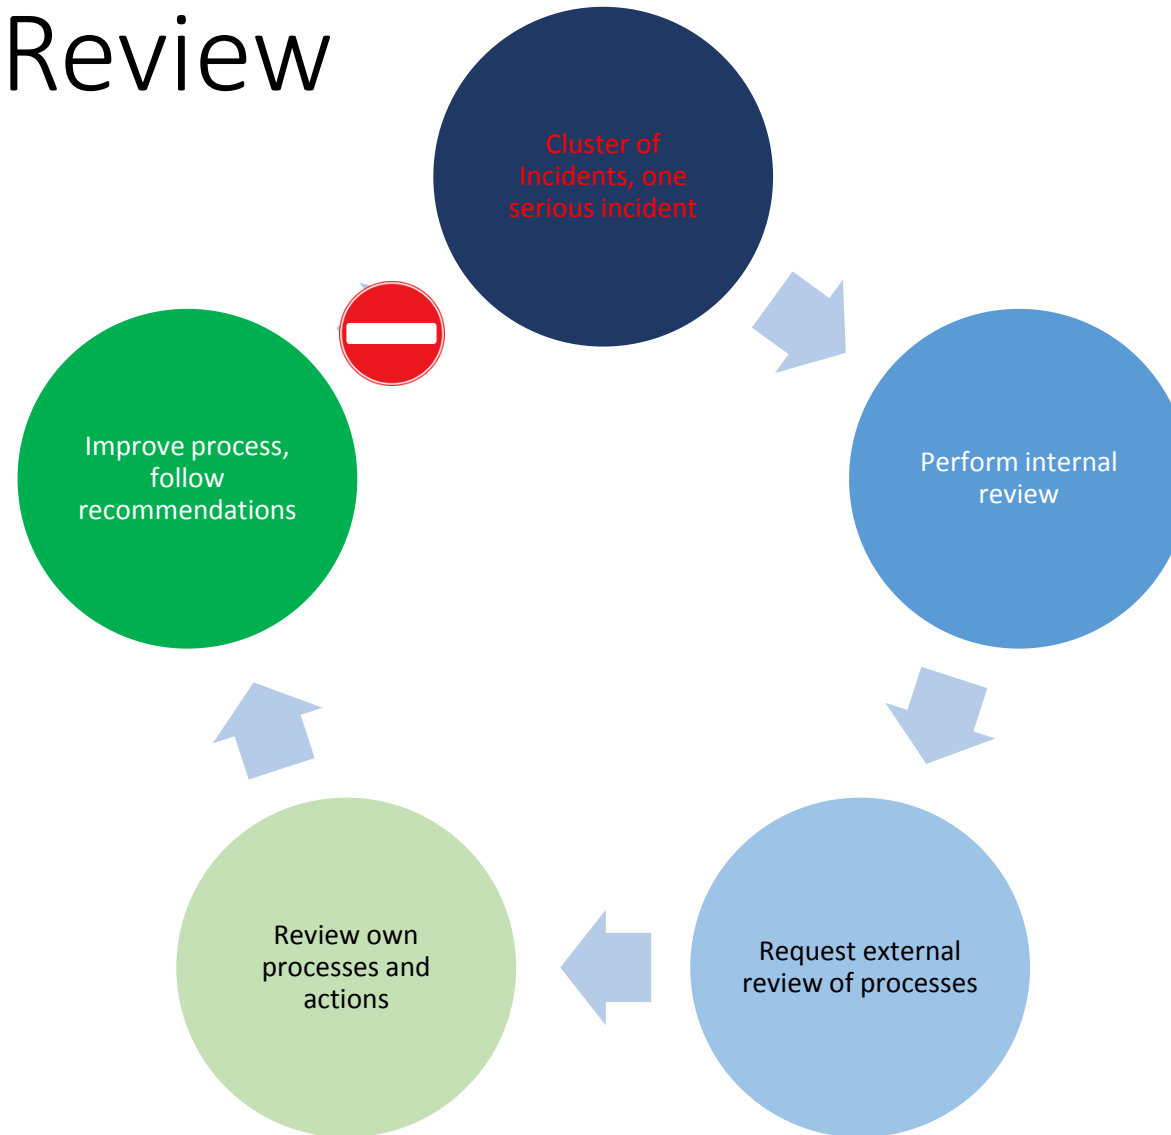 Review
Cluster of
Incidents, one
serious incident
Perform internal
review
Request external
review of processes
Review own
processes and
actions
Improve process,
follow
recommendations